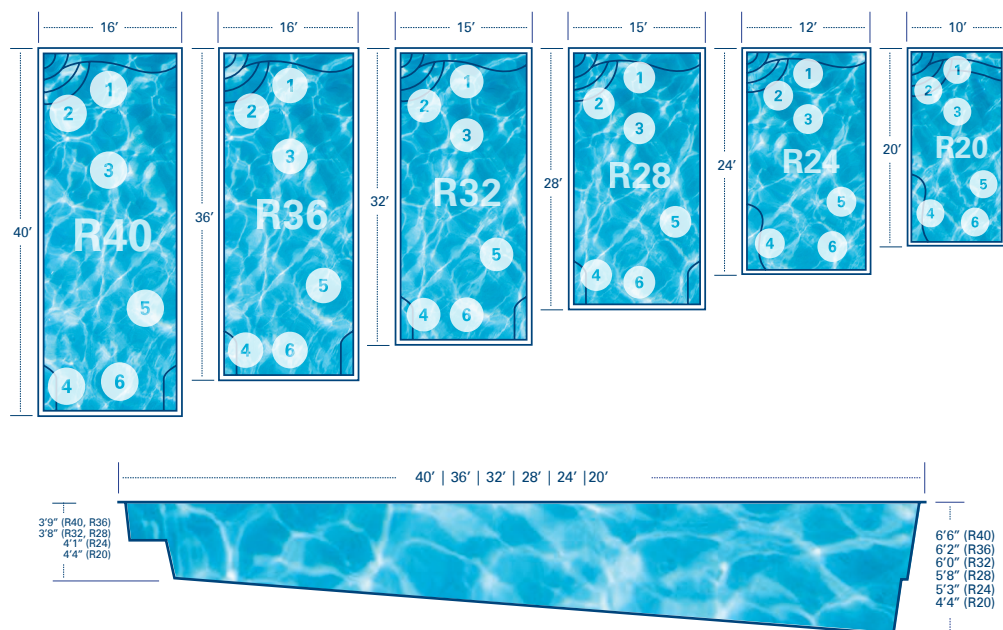 16’ 16’ 15’ 15’ 12’ 10’
1 2 3 R40 5 4 6 40’
1 2 3 R36 5 4 6 36’
1 2 3 R32 5 4 6 32’
1 2 3 R28 5 4 6 28’
1 2 3 R24 5 4 6 24’
1 2 3 R20 5 4 6 20’
40’ | 36’ | 32’ | 28’ | 24’ |20’
3’9” (R40, R36)
3’8” (R32, R28)
4’1” (R24)
4’4” (R20)
6’6” (R40)
6’2” (R36)
6’0” (R32)
5’8” (R28)
5’3” (R24)
4’4” (R20)